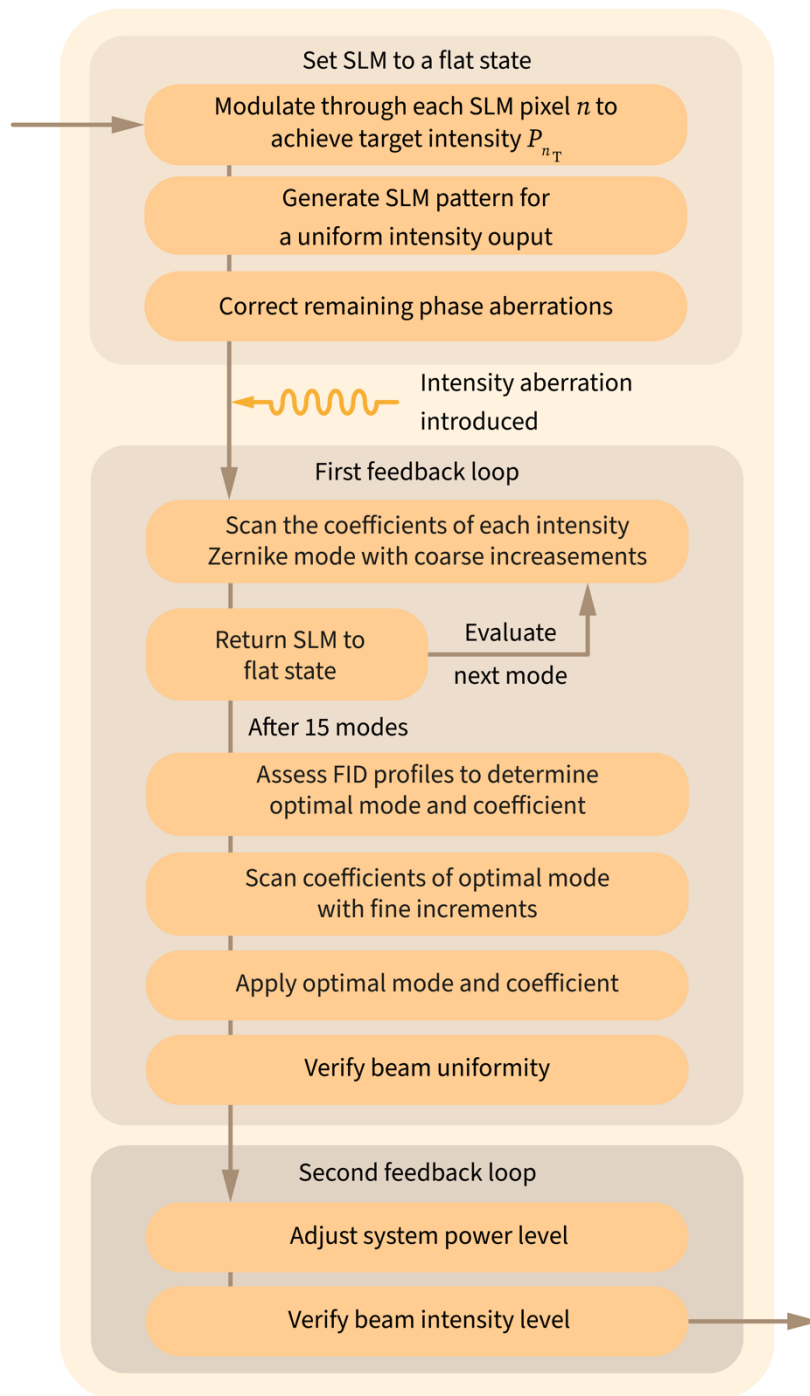 Set SLM to a flat state
Modulate through each SLM pixel n to
achieve target intensity P_{n_T}
Generate SLM pattern for
a uniform intensity ouput
Correct remaining phase aberrations
Intensity aberration
introduced
First feedback loop
Scan the coefficients of each intensity
Zernike mode with coarse increasements
Return SLM to
flat state
Evaluate
next mode
After 15 modes
Assess FID profiles to determine
optimal mode and coefficient
Scan coefficients of optimal mode
with fine increments
Apply optimal mode and coefficient
Verify beam uniformity
Second feedback loop
Adjust system power level
Verify beam intensity level